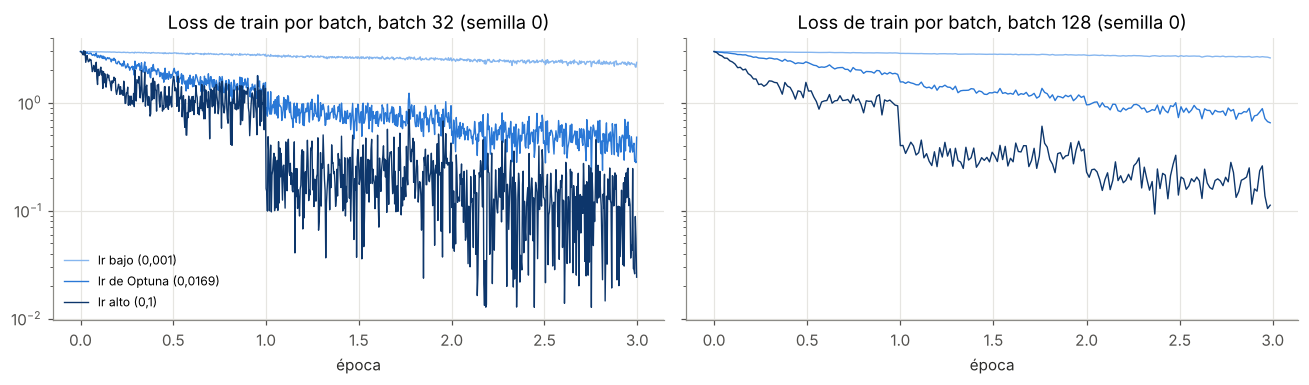 Loss de train por batch, batch 32 (semilla 0)
10⁰
10⁻¹
10⁻²
lr bajo (0,001)
lr de Optuna (0,0169)
lr alto (0,1)
0.0 0.5 1.0 1.5 2.0 2.5 3.0
época
Loss de train por batch, batch 128 (semilla 0)
0.0 0.5 1.0 1.5 2.0 2.5 3.0
época